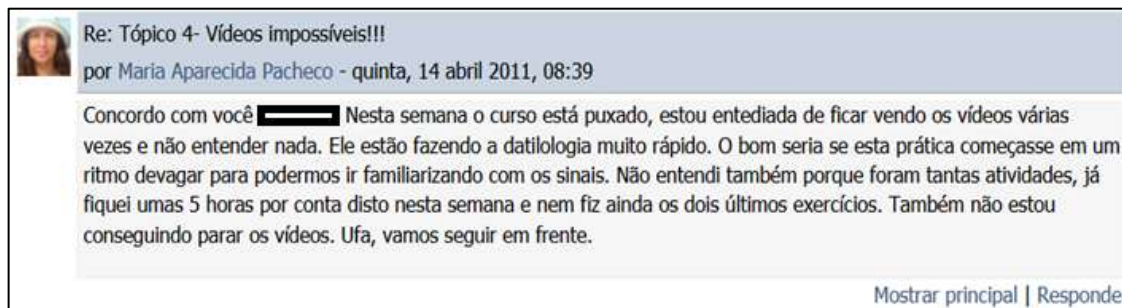 Re: Tópico 4- Vídeos impossíveis!!!
por Maria Aparecida Pacheco - quinta, 14 abril 2011, 08:39
Concordo com você Nesta semana o curso está puxado, estou entediada de ficar vendo os vídeos várias
vezes e não entender nada. Ele estão fazendo a datilologia muito rápido. O bom seria se esta prática começasse em um
ritmo devagar para podermos ir familiarizando com os sinais. Não entendi também porque foram tantas atividades, já
fiquei umas 5 horas por conta disto nesta semana e nem fiz ainda os dois últimos exercícios. Também não estou
conseguindo parar os vídeos. Ufa, vamos seguir em frente.
Mostrar principal | Responde